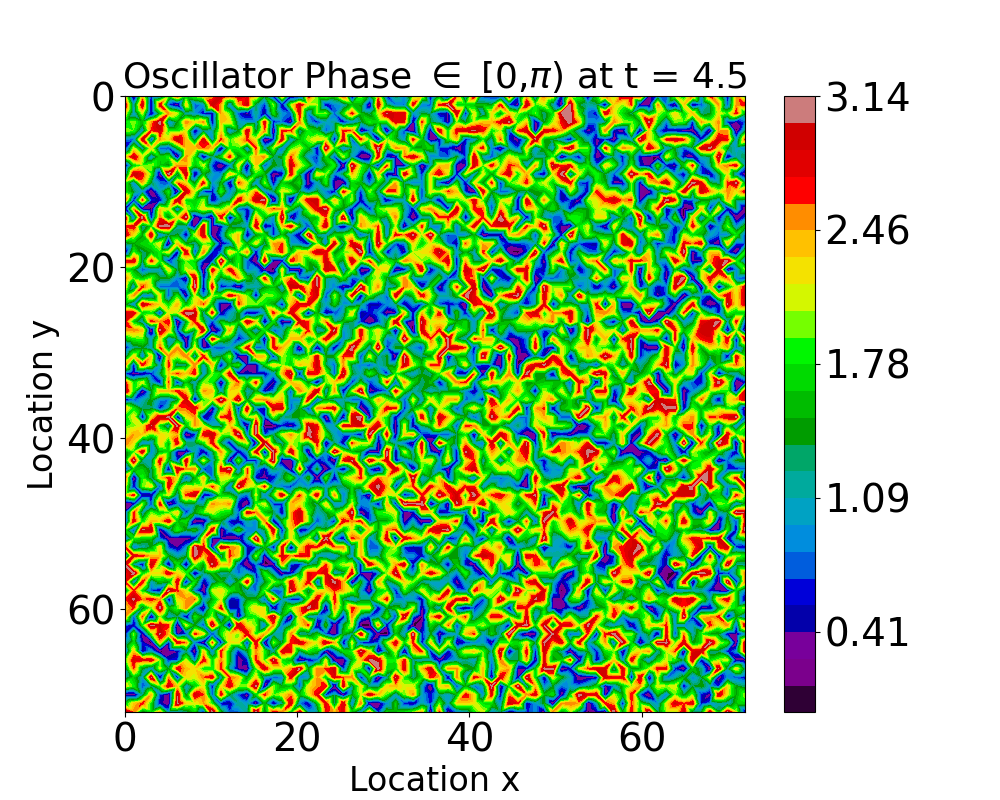 Oscillator Phase ∈ [0,π) at t = 4.5
0
20
40
60
Location y
0 20 40 60
Location x
3.14
2.46
1.78
1.09
0.41